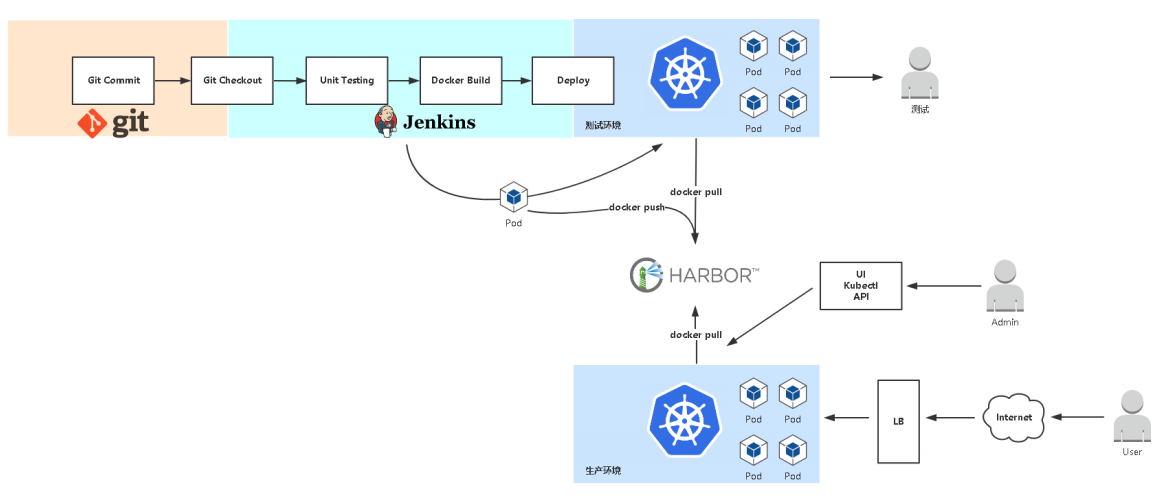 Git Commit
Git Checkout
Unit Testing
Docker Build
Deploy
git
Jenkins
测试环境
Pod
Pod
Pod
Pod
测试
Pod
docker pull
docker push
HARBOR™
UI
Kubectl
API
Admin
docker pull
生产环境
Pod
Pod
Pod
Pod
LB
Internet
User